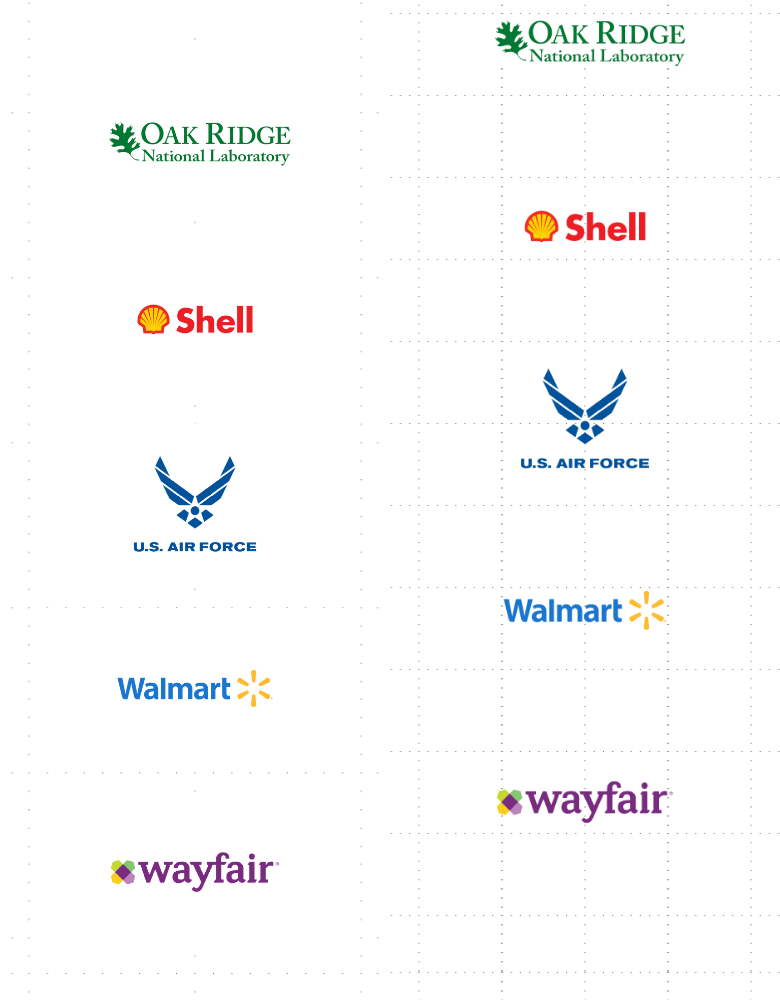 OAK RIDGE
National Laboratory
Shell
U.S. AIR FORCE
Walmart
wayfair
OAK RIDGE
National Laboratory
Shell
U.S. AIR FORCE
Walmart
wayfair